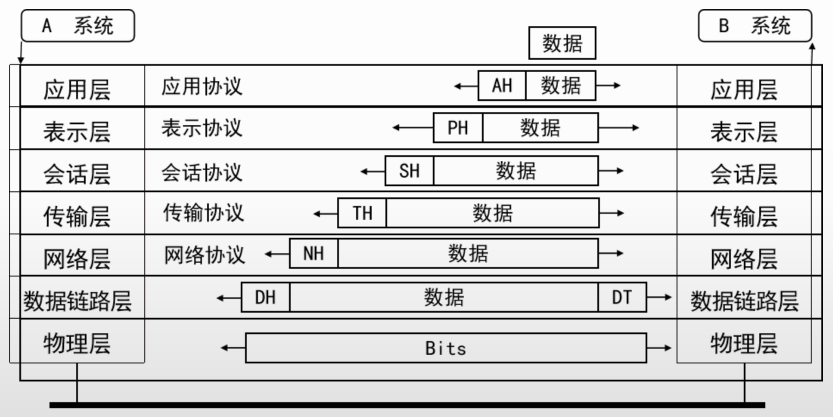 A 系统
B 系统
数据
应用层 应用协议 AH 数据 应用层
表示层 表示协议 PH 数据 表示层
会话层 会话协议 SH 数据 会话层
传输层 传输协议 TH 数据 传输层
网络层 网络协议 NH 数据 网络层
数据链路层 DH 数据 DT 数据链路层
物理层 Bits 物理层